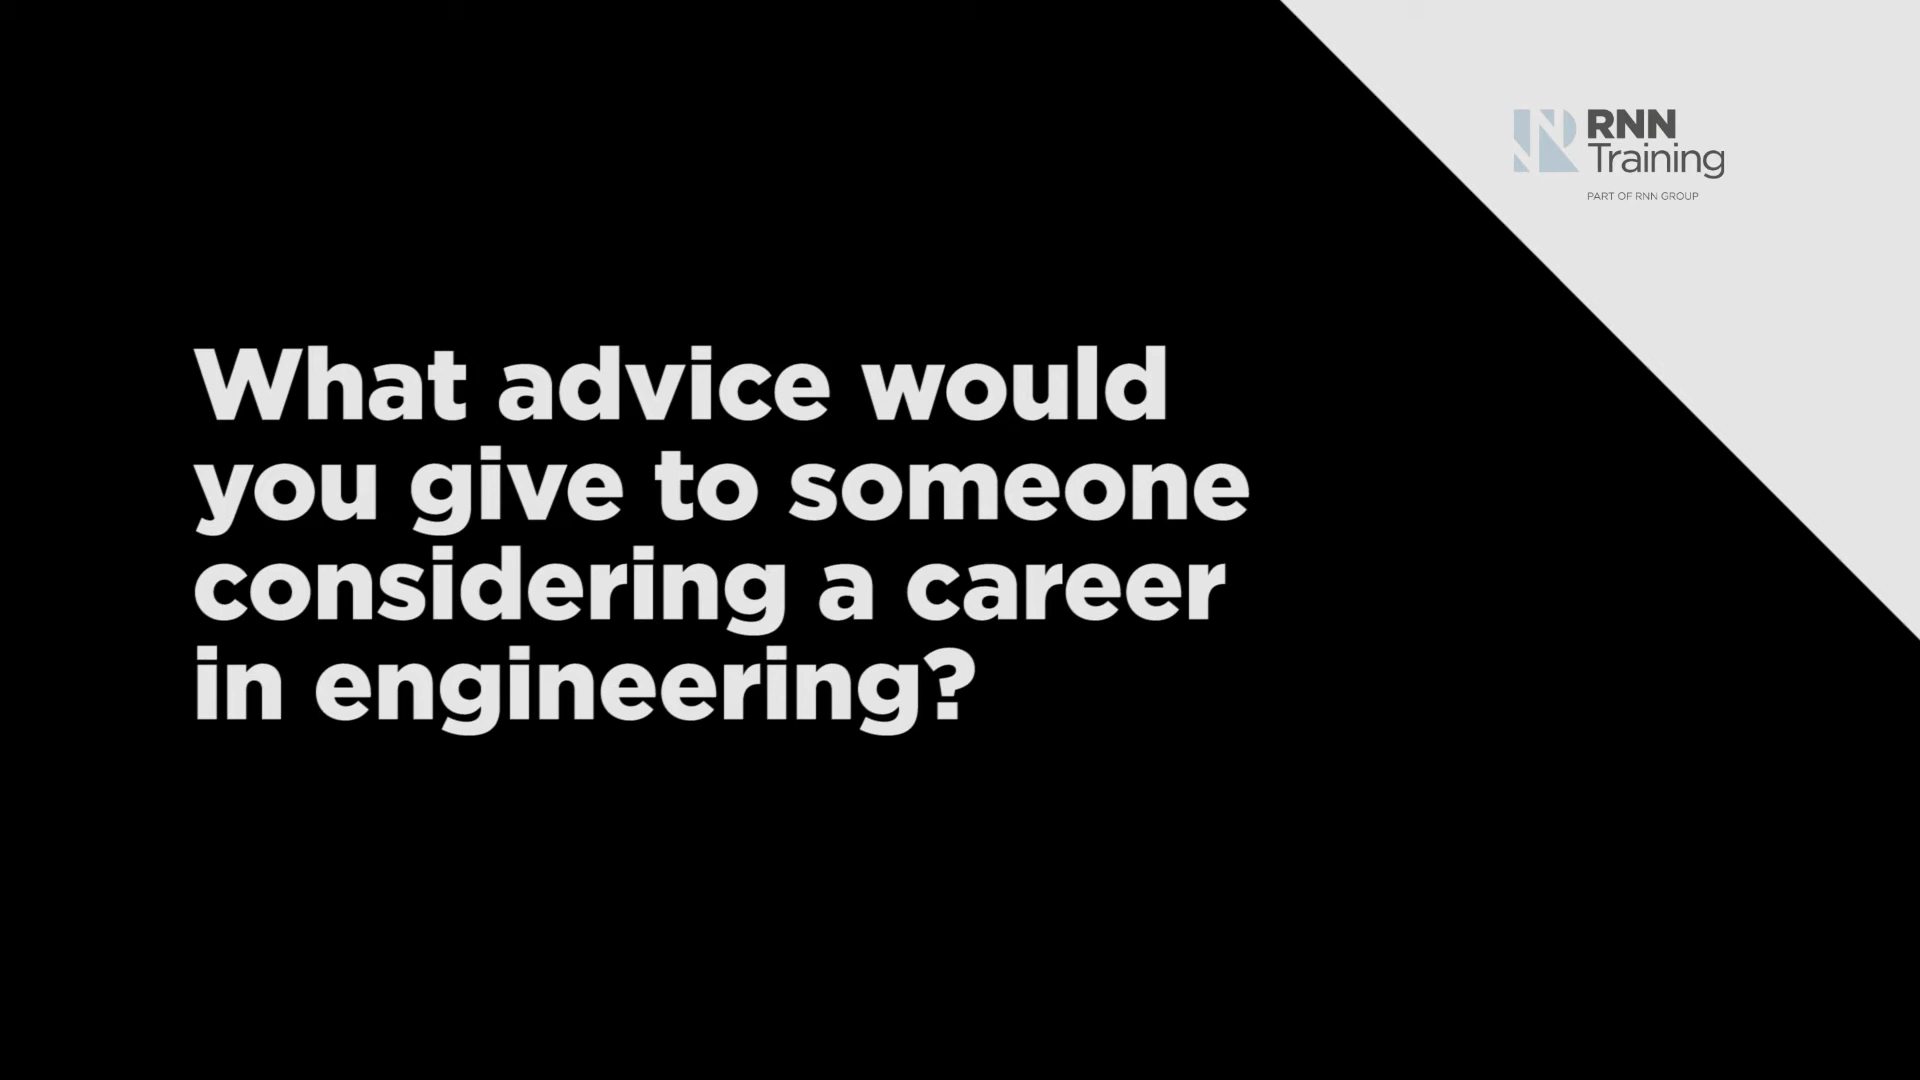 RNN
Training
PART OF RNN GROUP
What advice would
you give to someone
considering a career
in engineering?